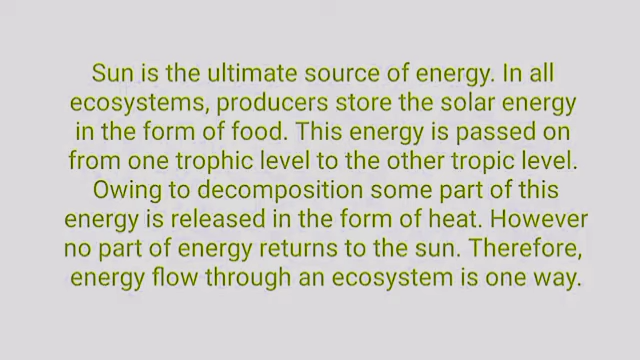 Sun is the ultimate source of energy. In all
ecosystems, producers store the solar energy
in the form of food. This energy is passed on
from one trophic level to the other tropic level.
Owing to decomposition some part of this
energy is released in the form of heat. However
no part of energy returns to the sun. Therefore,
energy flow through an ecosystem is one way.